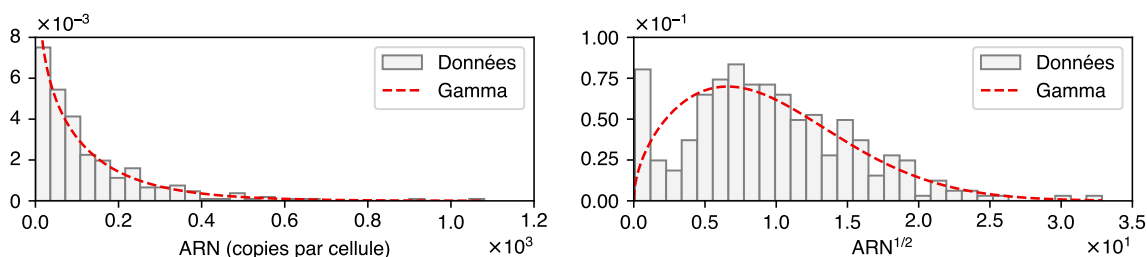 ×10⁻³
8
6
4
2
0
0.0 0.2 0.4 0.6 0.8 1.0 1.2
ARN (copies par cellule)
×10³
Données
Gamma
×10⁻¹
1.00
0.75
0.50
0.25
0.00
0.0 0.5 1.0 1.5 2.0 2.5 3.0 3.5
ARN¹ᐟ²
×10¹
Données
Gamma